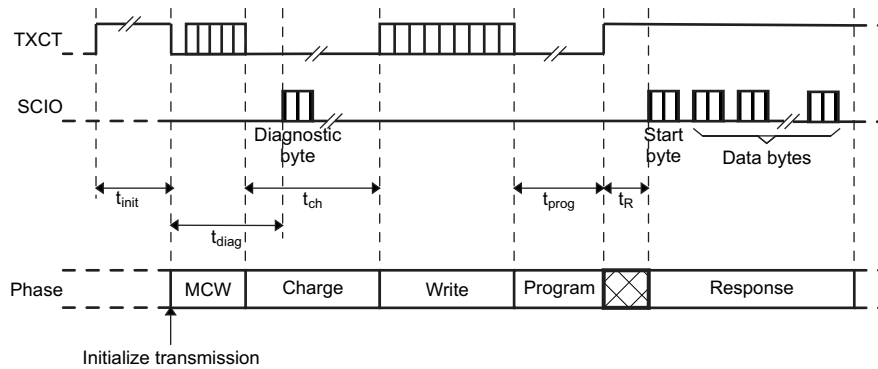 TXCT
SCIO
Diagnostic
byte
Start
byte
Data bytes
tinit
tch
tprog
tR
tdiag
Phase
MCW
Charge
Write
Program
Response
Initialize transmission